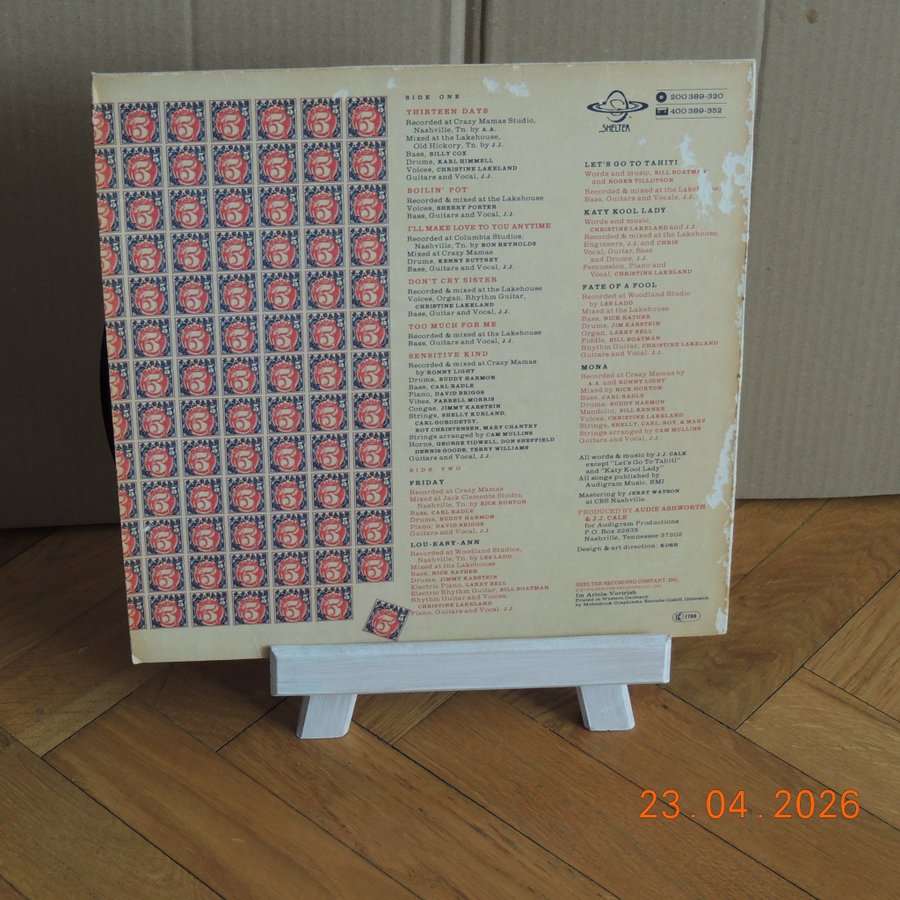 SIDE ONE
THIRTEEN DAYS
Recorded at Crazy Mamas Studio,
Nashville, Tn. by A.A.
Mixed at the Lakehouse,
Old Hickory, Tn. by J.J.
Bass, BILLY COX
Drums, KARL HIMMELL
Voices, CHRISTINE LAKELAND
Guitars and Vocal, J.J.
BOILIN' POT
Recorded & mixed at the Lakehouse
Voices, SHERRY PORTER
Bass, Guitars and Vocal, J.J.
I'LL MAKE LOVE TO YOU ANYTIME
Recorded at Columbia Studios,
Nashville, Tn. by RON REYNOLDS
Mixed at Crazy Mamas
Drums, KENNY BUTTREY
Bass, Guitars and Vocal, J.J.
DON'T CRY SISTER
Recorded & mixed at the Lakehouse
Voices, Organ, Rhythm Guitar,
CHRISTINE LAKELAND
Bass, Guitars and Vocal, J.J.
TOO MUCH FOR ME
Recorded & mixed at the Lakehouse
Bass, Guitars and Vocal, J.J.
SENSITIVE KIND
Recorded & mixed at Crazy Mamas
by RONNY LIGHT
Drums, BUDDY HARMON
Bass, CARL RADLE
Piano, DAVID BRIGGS
Vibes, FARRELL MORRIS
Congas, JIMMY KARSTEIN
Strings, SHELLY KURLAND,
CARL GORODETZY,
ROY CHRISTENSEN, MARY CHANTRY
Strings arranged by CAM MULLINS
Horns, GEORGE TIDWELL, DON SHEFFIELD
DENNIS GOODE, TERRY WILLIAMS
Guitars and Vocal, J.J.
SIDE TWO
FRIDAY
Recorded at Crazy Mamas
Mixed at Jack Clements Studio,
Nashville, Tn. by RICK HORTON
Bass, CARL RADLE
Drums, BUDDY HARMON
Piano, DAVID BRIGGS
Guitars and Vocal, J.J.
LOU-EASY-ANN
Recorded at Woodland Studios,
Nashville, Tn. by LES LADD
Mixed at the Lakehouse
Bass, NICK RATHER
Drums, JIMMY KARSTEIN
Electric Piano, LARRY BELL
Electric Rhythm Guitar, BILL BOATMAN
Rhythm Guitar and Voices,
CHRISTINE LAKELAND
Piano, Guitars and Vocal, J.J.
SHELTER
200 389-320
400 389-352
LET'S GO TO TAHITI
Words and music, BILL BOATMAN
and ROGER TILLOTSON
Recorded & mixed at the Lakehouse
Bass, Guitars and Vocals, J.J.
KATY KOOL LADY
Words and music,
CHRISTINE LAKELAND and J.J.
Recorded & mixed at the Lakehouse,
Engineers, J.J. and CHRIS
Vocal, Guitar, Bass
and Drums, J.J.
Percussion, Piano and
Vocal, CHRISTINE LAKELAND
FATE OF A FOOL
Recorded at Woodland Studio
by LES LADD
Mixed at the Lakehouse
Bass, NICK RATHER
Drums, JIM KARSTEIN
Organ, LARRY BELL
Fiddle, BILL BOATMAN
Rhythm Guitar, CHRISTINE LAKELAND
Guitars and Vocal, J.J.
MONA
Recorded at Crazy Mamas by
A.A. and RONNY LIGHT
Mixed by RICK HORTON
Bass, CARL RADLE
Drums, BUDDY HARMON
Mandolin, BILL KENNER
Voices, CHRISTINE LAKELAND
Strings, SHELLY, CARL, ROY, & MARY
Strings arranged by CAM MULLINS
Guitars and Vocal, J.J.
All words & music by J.J. CALE
except "Let's Go To Tahiti"
and "Katy Kool Lady"
All songs published by
Audigram Music, BMI
Mastering by JERRY WATSON
at CBS Nashville.
PRODUCED BY AUDIE ASHWORTH
& J.J. CALE
for Audigram Productions
P.O. Box 22635
Nashville, Tennessee 37202
Design & art direction: KOSH
SHELTER RECORDING COMPANY, INC.
Im Ariola-Vertrieb
Printed in Western Germany
by Mohndruck Graphische Betriebe GmbH, Gütersloh
LC 1766
23.04.2026